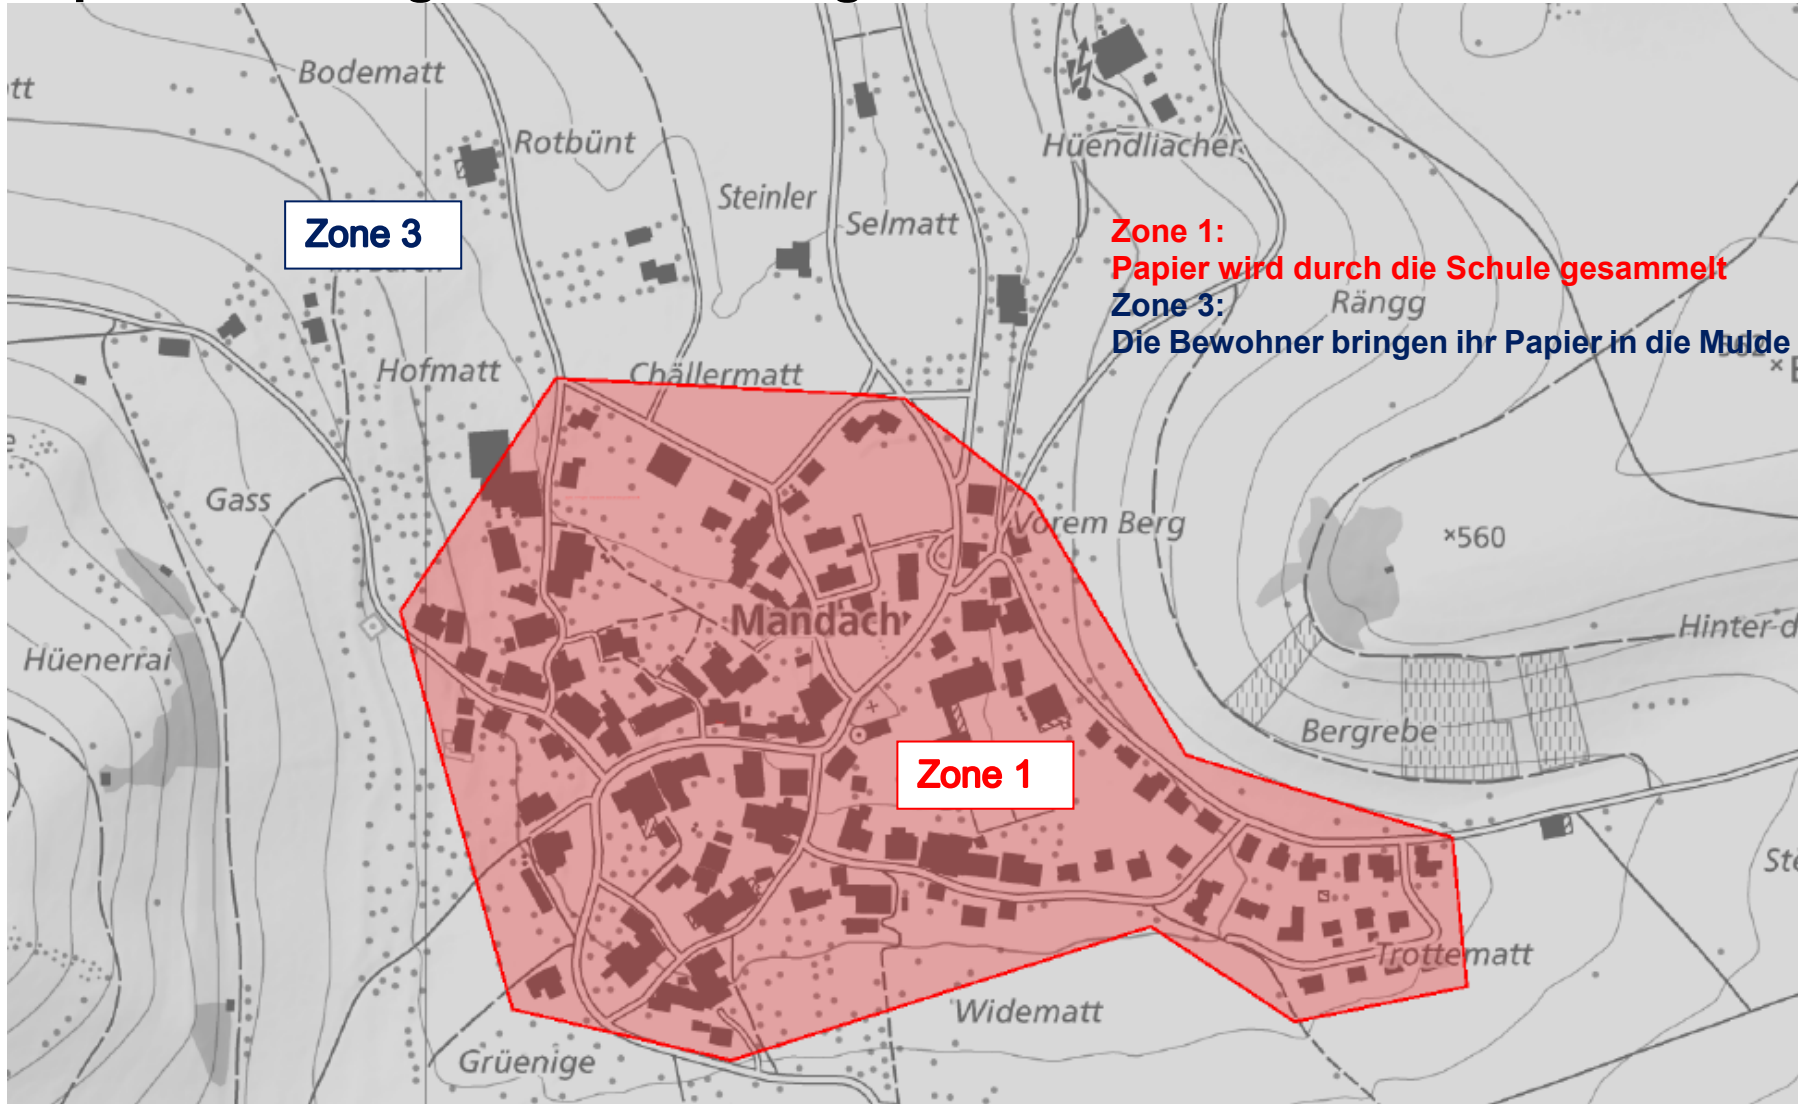 Bodematt
tt
Rotbünt
Hüendliacher
Steinler
Selmatt
Zone 3
Zone 1:
Papier wird durch die Schule gesammelt
Zone 3:
Die Bewohner bringen ihr Papier in die Mulde
Rängg
Hofmatt
Chällermatt
Gass
Vorem Berg
×560
Mandach
Hinter d
Hüenerrai
Bergrebe
Zone 1
Trottematt
Widematt
Grüenige